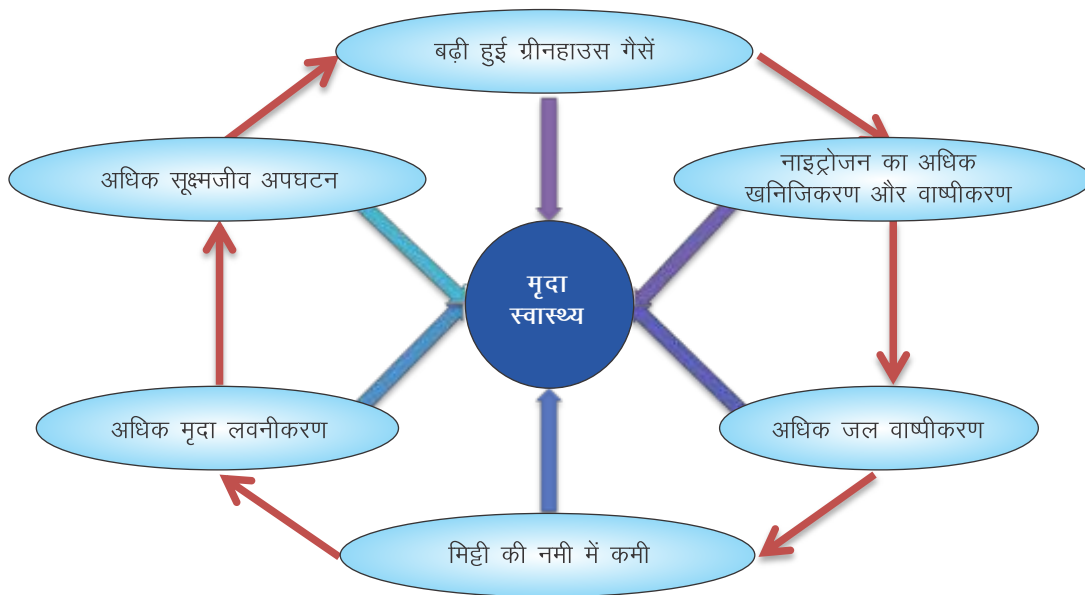 बढ़ी हुई ग्रीनहाउस गैसें
अधिक सूक्ष्मजीव अपघटन
नाइट्रोजन का अधिक
खनिजिकरण और वाष्पीकरण
मृदा
स्वास्थ्य
अधिक मृदा लवनीकरण
अधिक जल वाष्पीकरण
मिट्टी की नमी में कमी